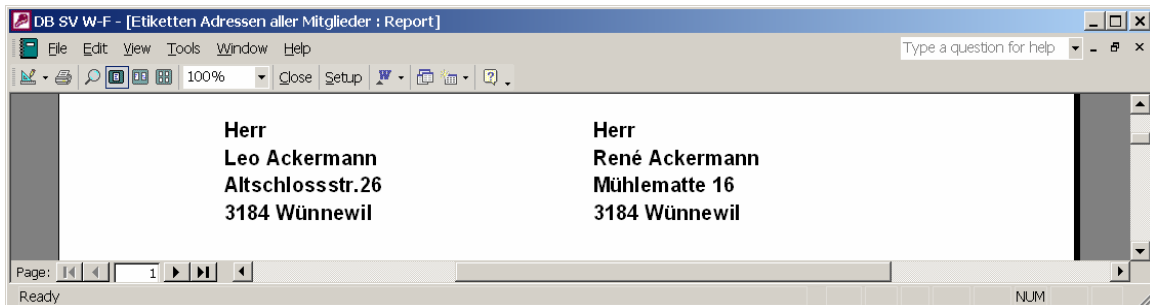 DB SV W-F - [Etiketten Adressen aller Mitglieder : Report]
File Edit View Tools Window Help Type a question for help
100% Close Setup
Herr
Leo Ackermann
Altschlossstr.26
3184 Wünnewil
Herr
René Ackermann
Mühlematte 16
3184 Wünnewil
Page: 1
Ready NUM